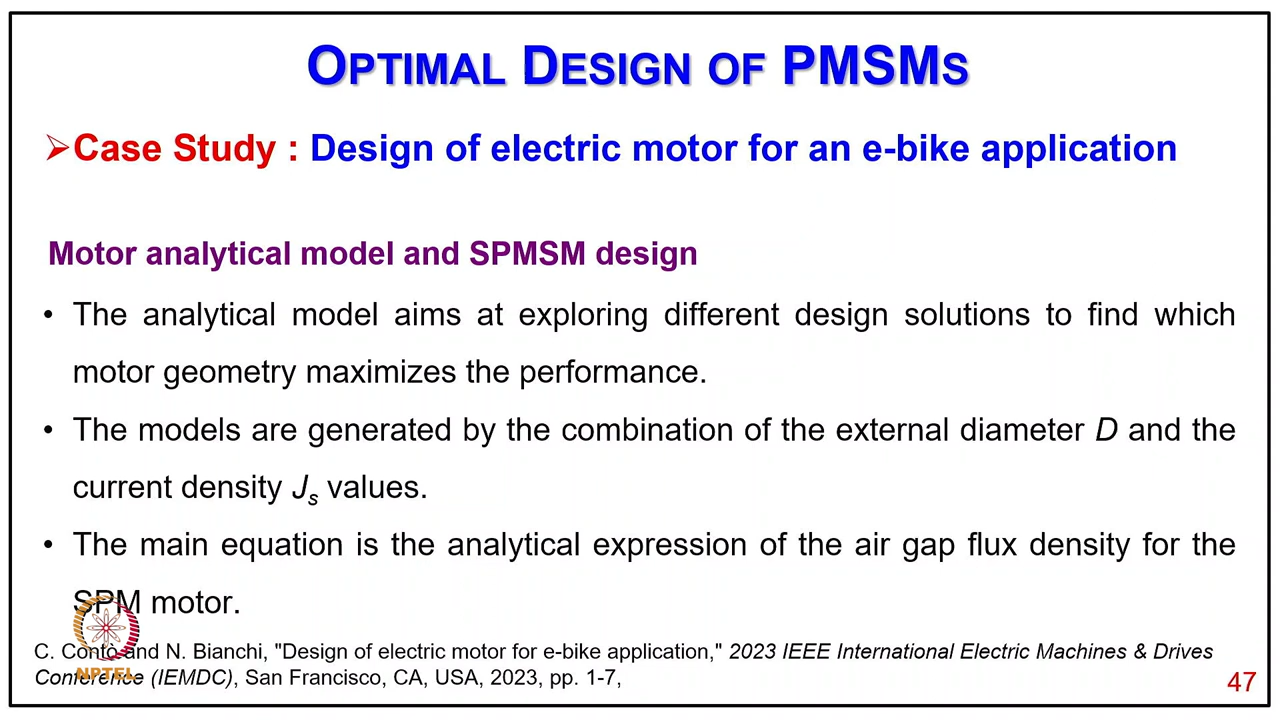 OPTIMAL DESIGN OF PMSMS
➢Case Study : Design of electric motor for an e-bike application
Motor analytical model and SPMSM design
• The analytical model aims at exploring different design solutions to find which
motor geometry maximizes the performance.
• The models are generated by the combination of the external diameter D and the
current density Js values.
• The main equation is the analytical expression of the air gap flux density for the
SPM motor.
C. Contò and N. Bianchi, "Design of electric motor for e-bike application," 2023 IEEE International Electric Machines & Drives
Conference (IEMDC), San Francisco, CA, USA, 2023, pp. 1-7,
NPTEL
47